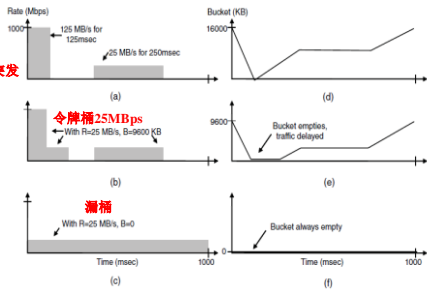 Rate (Mbps)
1000
125 MB/s for
125msec
25 MB/s for 250msec
突发
(a)
Bucket (KB)
16000
(d)
令牌桶25MBps
With R=25 MB/s, B=9600 KB
(b)
9600
Bucket empties,
traffic delayed
(e)
漏桶
With R=25 MB/s, B=0
Time (msec)
1000
(c)
Bucket always empty
0
Time (msec)
1000
(f)